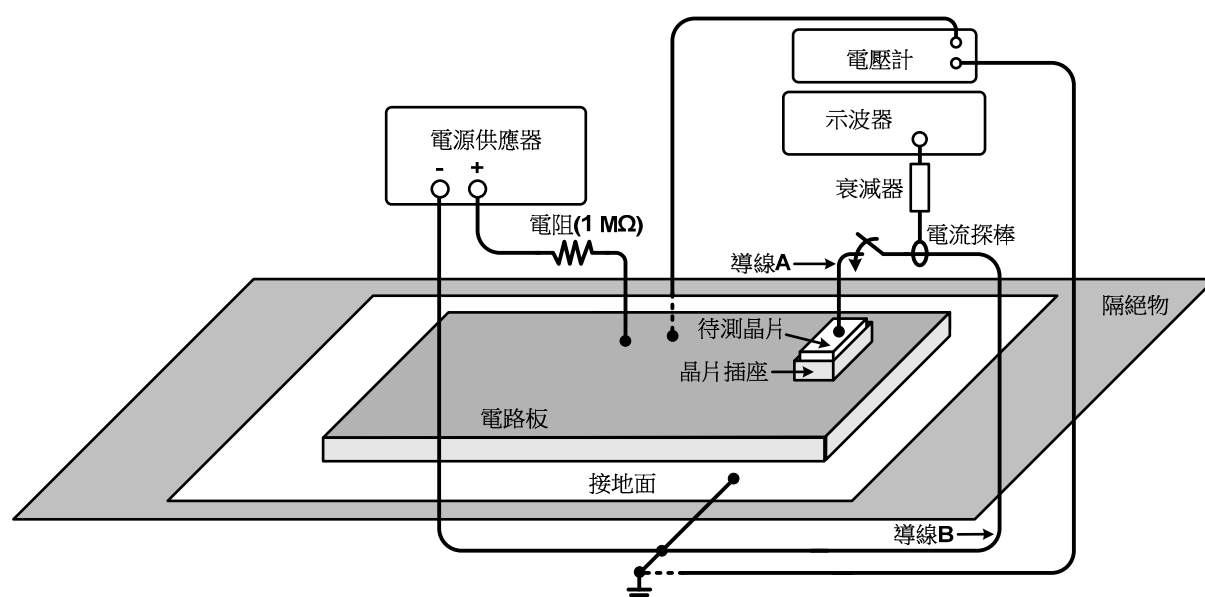 電壓計
示波器
電源供應器
- +
衰減器
電阻(1 MΩ)
電流探棒
導線A
隔絕物
待測晶片
晶片插座
電路板
接地面
導線B